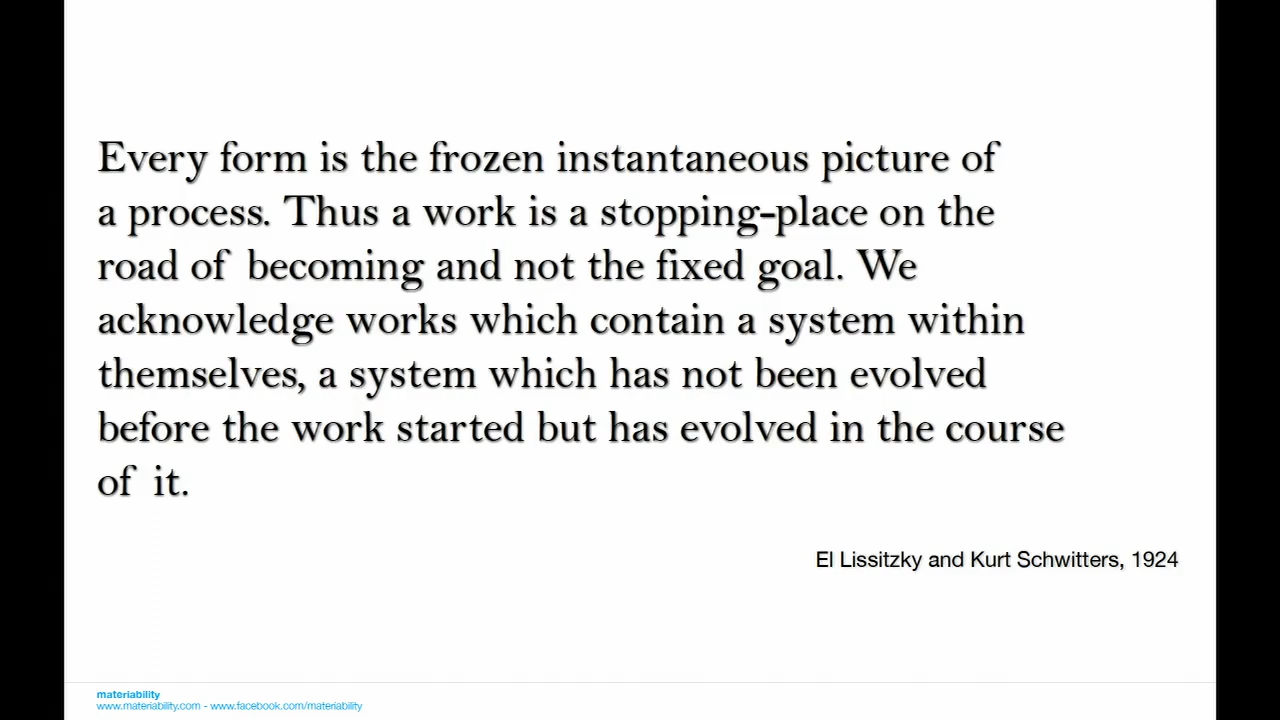 Every form is the frozen instantaneous picture of
a process. Thus a work is a stopping-place on the
road of becoming and not the fixed goal. We
acknowledge works which contain a system within
themselves, a system which has not been evolved
before the work started but has evolved in the course
of it.
El Lissitzky and Kurt Schwitters, 1924
materiability
www.materiability.com - www.facebook.com/materiability